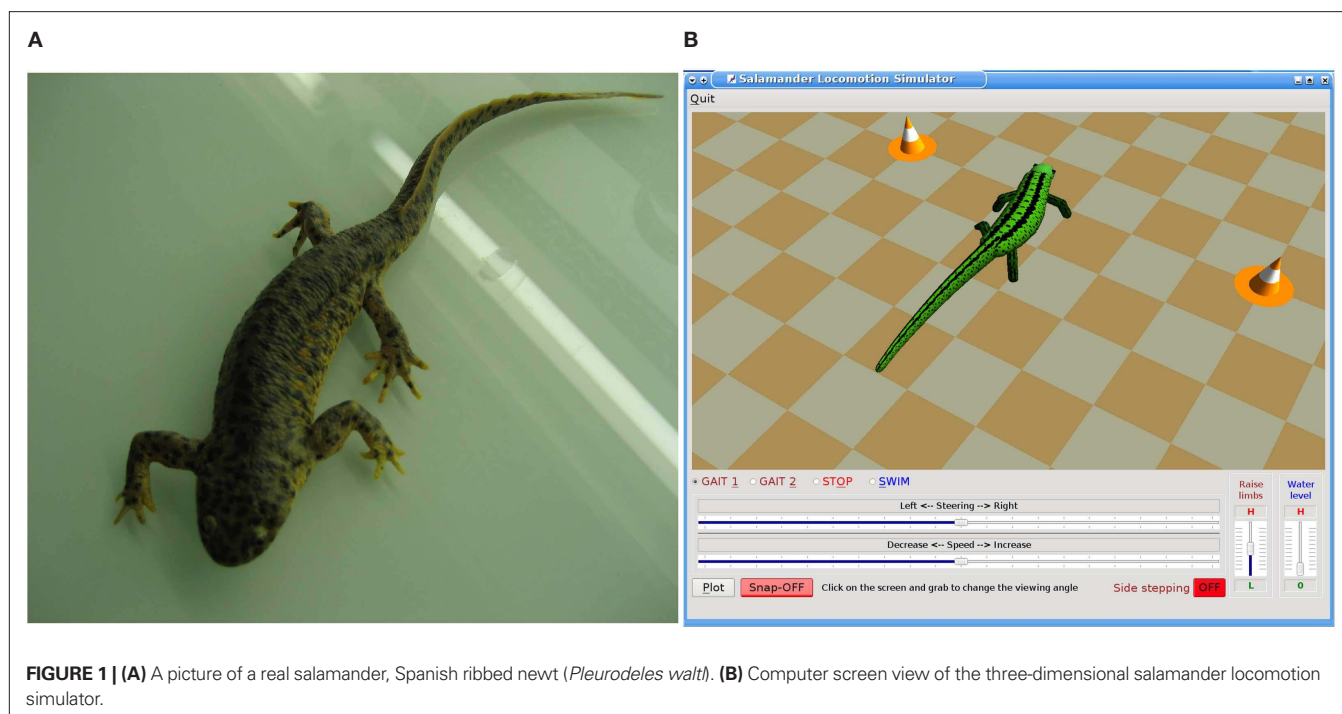 A
B
Salamander Locomotion Simulator
Quit
GAIT 1 GAIT 2 STOP SWIM
Left <-- Steering --> Right
Decrease <-- Speed --> Increase
Plot Snap-OFF Click on the screen and grab to change the viewing angle Side stepping OFF
Raise
limbs
H
L
Water
level
H
0
FIGURE 1 | (A) A picture of a real salamander, Spanish ribbed newt (Pleurodeles waltl). (B) Computer screen view of the three-dimensional salamander locomotion
simulator.